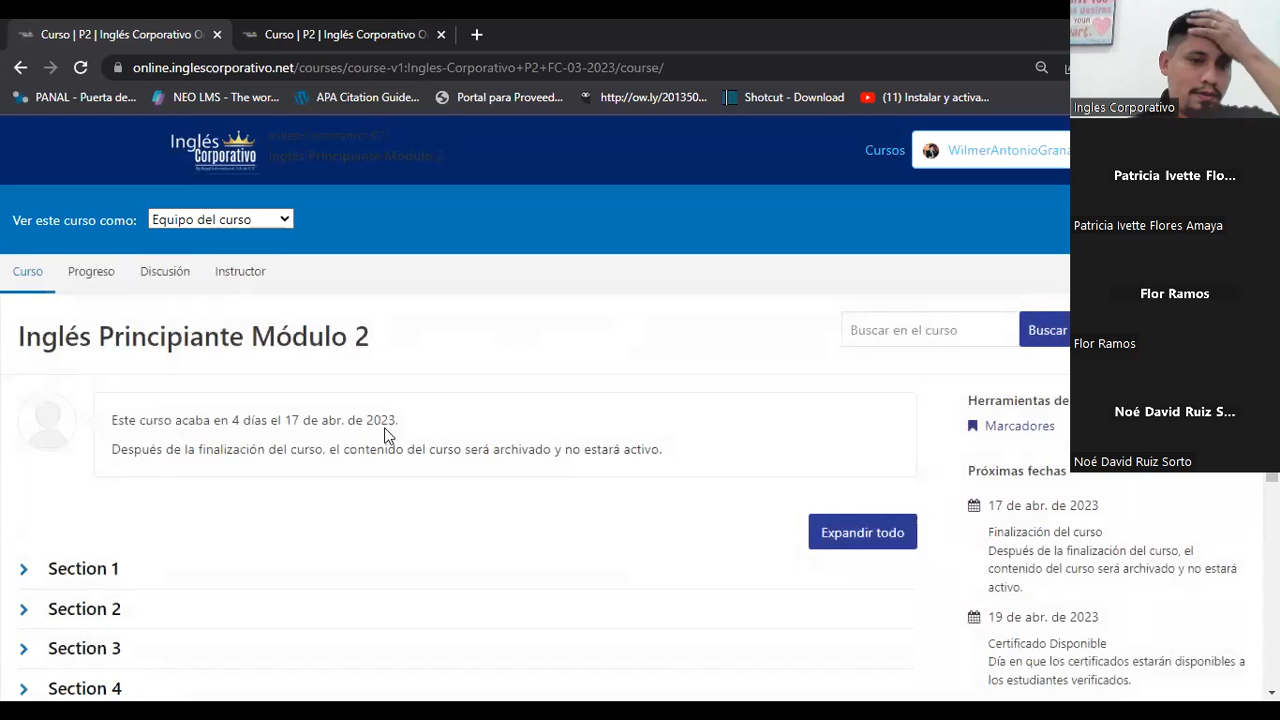 Curso | P2 | Inglés Corporativo O
Curso | P2 | Inglés Corporativo O
online.inglescorporativo.net/courses/course-v1:Ingles-Corporativo+P2+FC-03-2023/course/
PANAL - Puerta de...
NEO LMS - The wor...
APA Citation Guide...
Portal para Proveed...
http://ow.ly/201350...
Shotcut - Download
(11) Instalar y activa...
Inglés
Corporativo
Inglés Principiante Módulo 2
Cursos
WilmerAntonioGrana
Ver este curso como:
Equipo del curso
Curso
Progreso
Discusión
Instructor
Inglés Principiante Módulo 2
Buscar en el curso
Buscar
Este curso acaba en 4 días el 17 de abr. de 2023.
Después de la finalización del curso, el contenido del curso será archivado y no estará activo.
Expandir todo
Section 1
Section 2
Section 3
Section 4
Herramientas de
Marcadores
Próximas fechas
17 de abr. de 2023
Finalización del curso
Después de la finalización del curso, el
contenido del curso será archivado y no estará
activo.
19 de abr. de 2023
Certificado Disponible
Día en que los certificados estarán disponibles a
los estudiantes verificados.
Ingles Corporativo
Patricia Ivette Flo...
Patricia Ivette Flores Amaya
Flor Ramos
Flor Ramos
Noé David Ruiz S...
Noé David Ruiz Sorto